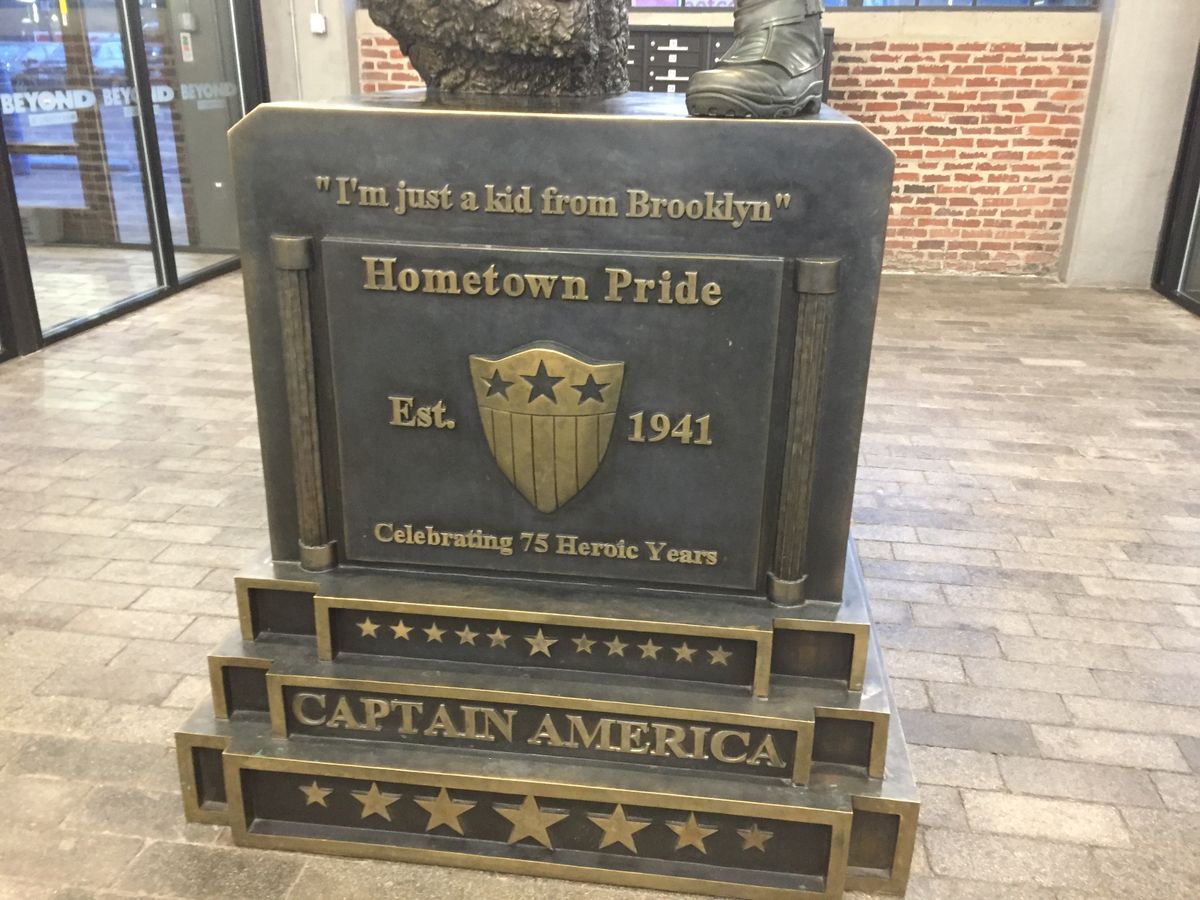 "I'm just a kid from Brooklyn"
Hometown Pride
Est. 1941
Celebrating 75 Heroic Years
CAPTAIN AMERICA
BEYOND
BEYOND
BEYOND